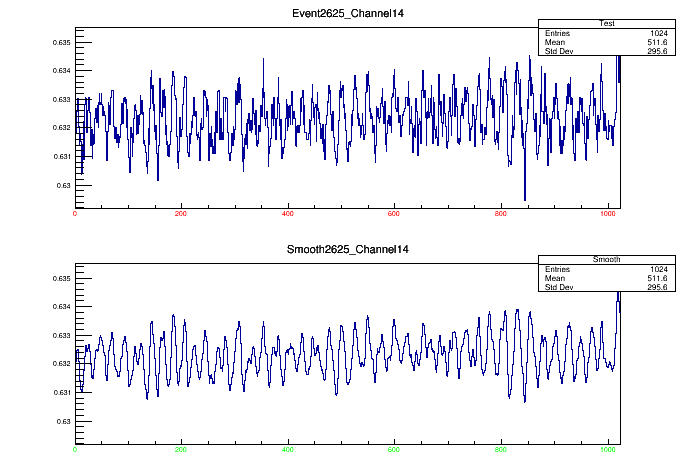 Event2625_Channel14
Test
Entries 1024
Mean 511.6
Std Dev 295.6
0.635
0.634
0.633
0.632
0.631
0.63
0 200 400 600 800 1000
Smooth2625_Channel14
Smooth
Entries 1024
Mean 511.6
Std Dev 295.6
0.635
0.634
0.633
0.632
0.631
0.63
0 200 400 600 800 1000